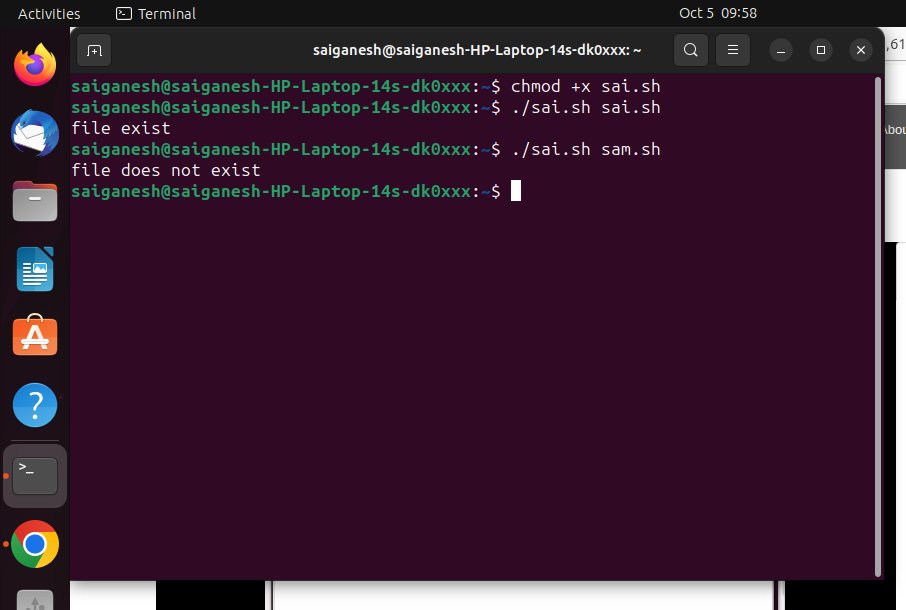 Activities Terminal Oct 5 09:58
saiganesh@saiganesh-HP-Laptop-14s-dk0xxx: ~
saiganesh@saiganesh-HP-Laptop-14s-dk0xxx:~$ chmod +x sai.sh
saiganesh@saiganesh-HP-Laptop-14s-dk0xxx:~$ ./sai.sh sai.sh
file exist
saiganesh@saiganesh-HP-Laptop-14s-dk0xxx:~$ ./sai.sh sam.sh
file does not exist
saiganesh@saiganesh-HP-Laptop-14s-dk0xxx:~$